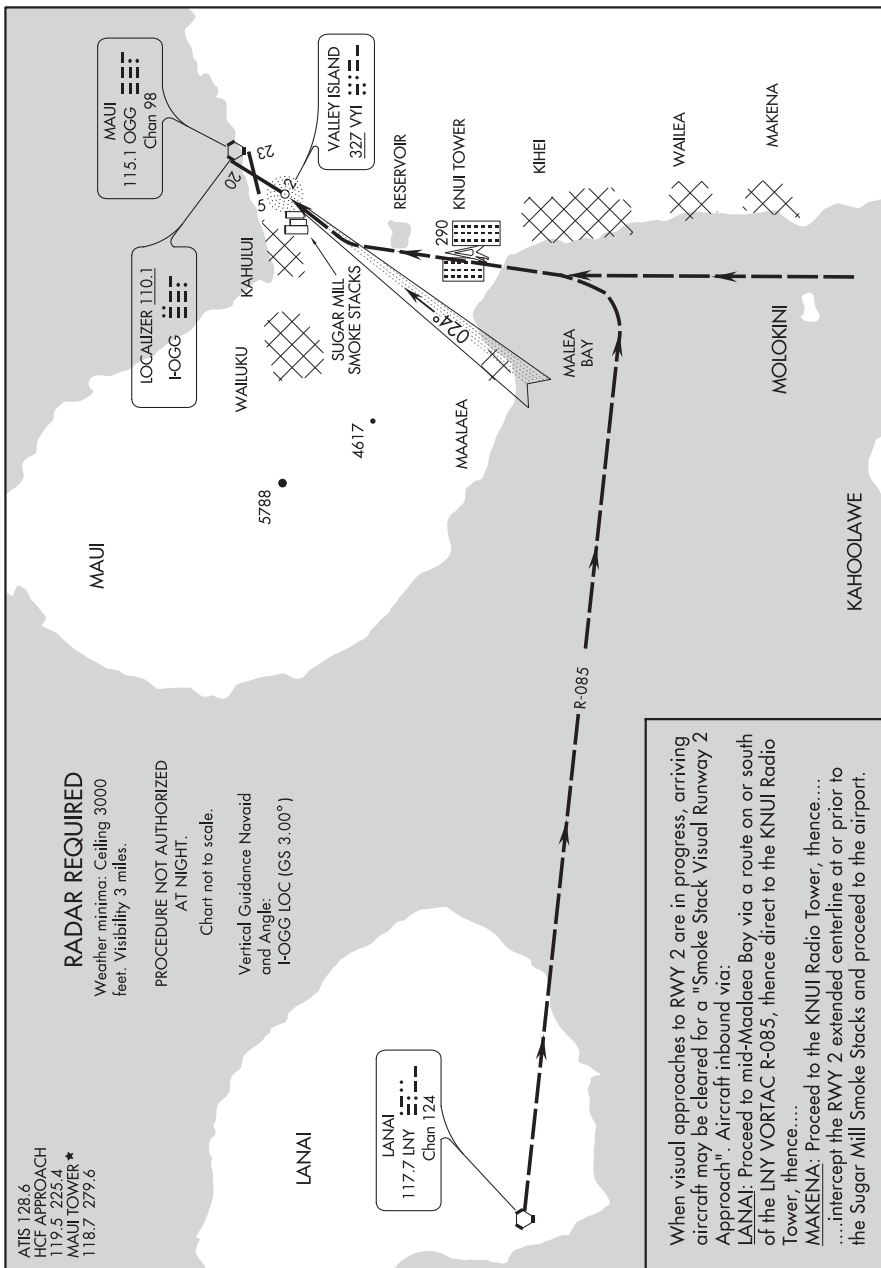 ATIS 128.6
HCF APPROACH
119.5 225.4
MAUI TOWER ★
118.7 279.6
RADAR REQUIRED
Weather minima: Ceiling 3000
feet. Visibility 3 miles.
PROCEDURE NOT AUTHORIZED
AT NIGHT.
Chart not to scale.
Vertical Guidance Navaid
and Angle:
I-OGG LOC (GS 3.00°)
MAUI
5788
4617
LOCALIZER 110.1
I-OGG
MAUI
115.1 OGG
Chan 98
VALLEY ISLAND
327 VYI
20
23
5
2
WAILUKU
KAHULUI
SUGAR MILL
SMOKE STACKS
RESERVOIR
290
KNUI TOWER
024°
MAALAEA
MALEA
BAY
KIHEI
WAILEA
MAKENA
MOLOKINI
KAHOOLAWE
LANAI
LANAI
117.7 LNY
Chan 124
R-085
When visual approaches to RWY 2 are in progress, arriving
aircraft may be cleared for a "Smoke Stack Visual Runway 2
Approach". Aircraft inbound via:
LANAI: Proceed to mid-Maalaea Bay via a route on or south
of the LNY VORTAC R-085, thence direct to the KNUI Radio
Tower, thence....
MAKENA: Proceed to the KNUI Radio Tower, thence....
....intercept the RWY 2 extended centerline at or prior to
the Sugar Mill Smoke Stacks and proceed to the airport.